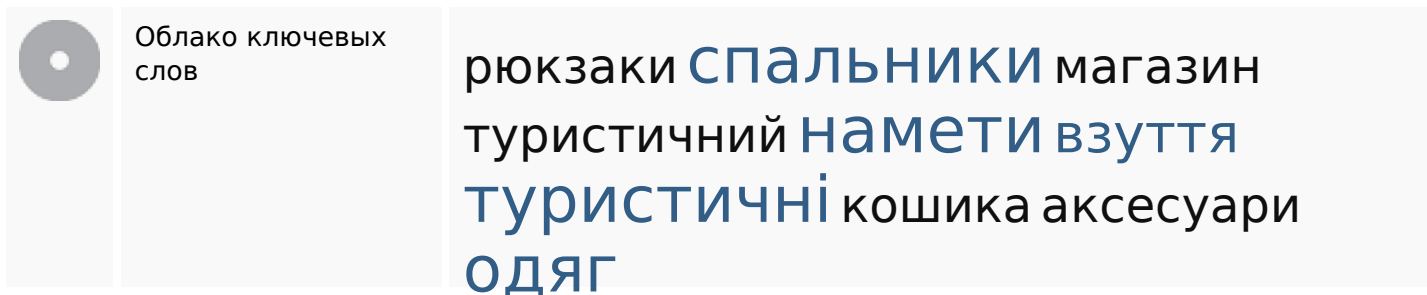 Облако ключевых
слов
рюкзаки спальники магазин
туристичний намети взуття
туристичні кошика аксесуари
одяг